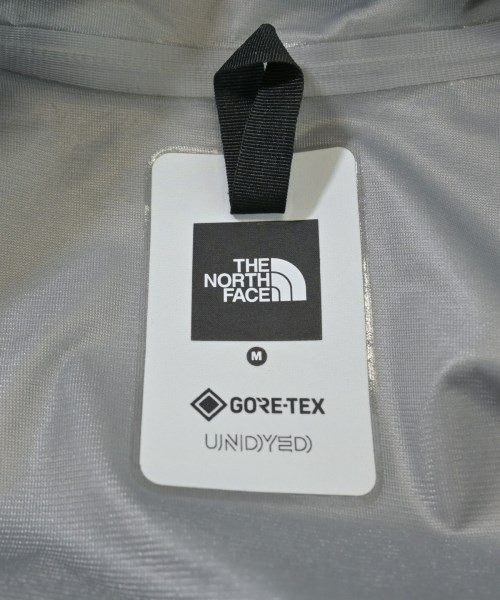 THE
NORTH
FACE
M
GORE-TEX
UNDYED